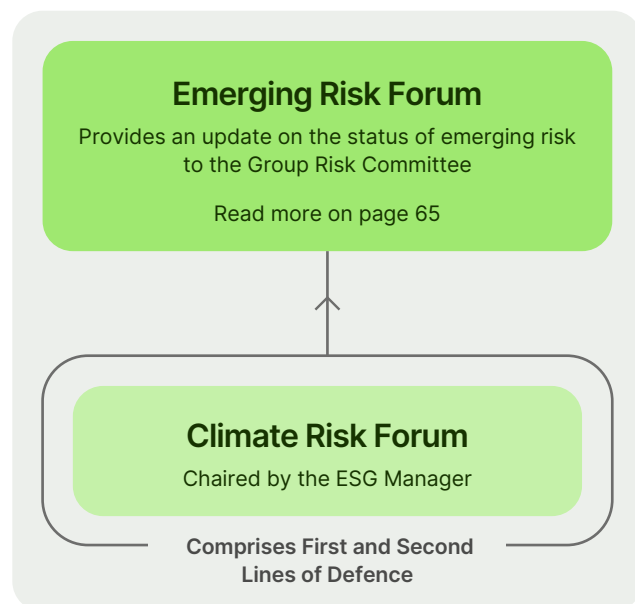 Emerging Risk Forum
Provides an update on the status of emerging risk
to the Group Risk Committee
Read more on page 65
Climate Risk Forum
Chaired by the ESG Manager
Comprises First and Second
Lines of Defence